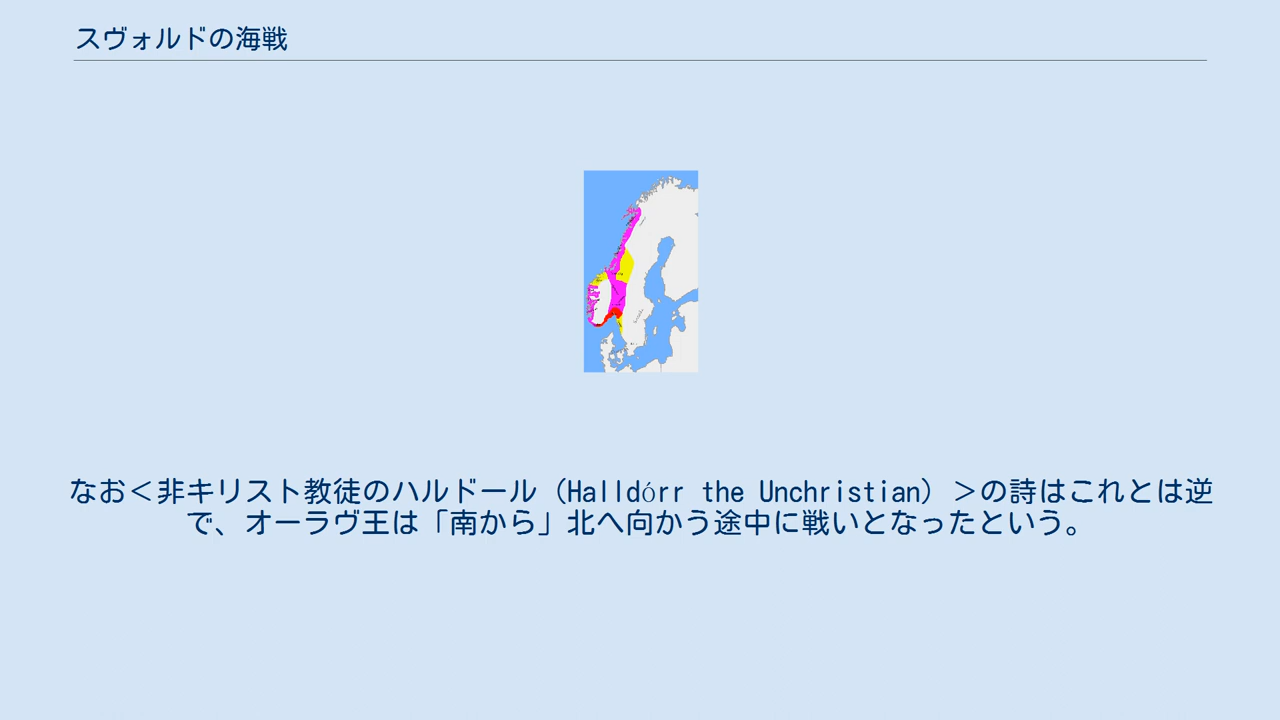 スヴォルドの海戦
なお＜非キリスト教徒のハルドール（Halldórr the Unchristian）＞の詩はこれとは逆
で、オーラヴ王は「南から」北へ向かう途中に戦いとなったという。